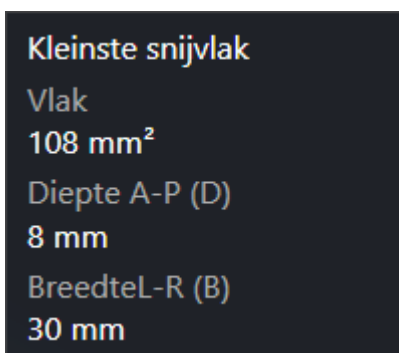 Kleinste snijvlak
Vlak
108 mm²
Diepte A-P (D)
8 mm
BreedteL-R (B)
30 mm